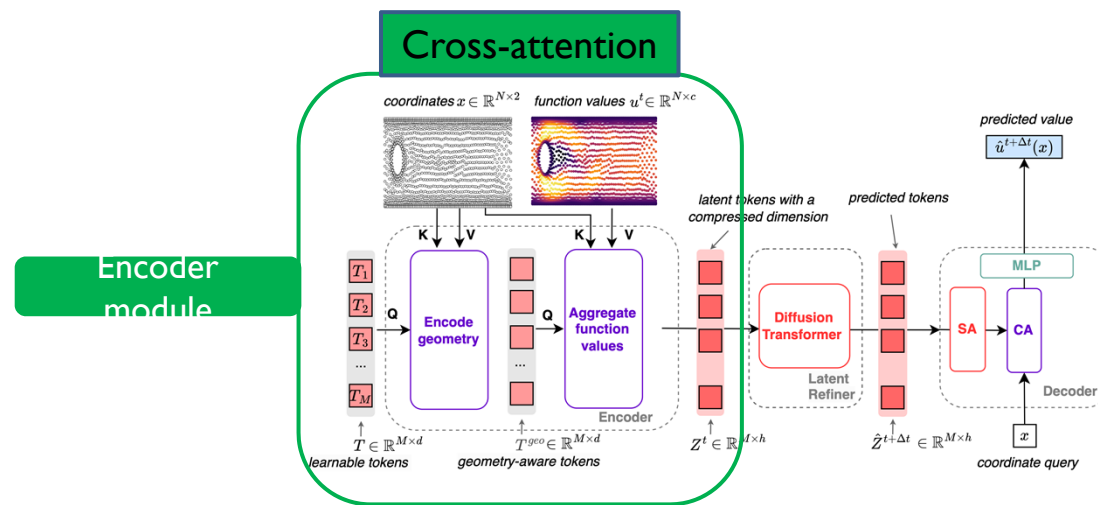 Cross-attention
coordinates x ∈ ℝ^{N×2}
function values u^t ∈ ℝ^{N×c}
predicted value
û^{t+Δt}(x)
latent tokens with a
compressed dimension
predicted tokens
K
V
K
V
Encoder
module
T_1
T_2
T_3
...
T_M
Q
Encode
geometry
...
Q
Aggregate
function
values
Encoder
Diffusion
Transformer
Latent
Refiner
MLP
SA
CA
Decoder
T ∈ ℝ^{M×d}
learnable tokens
T^{geo} ∈ ℝ^{M×d}
geometry-aware tokens
Z^t ∈ ℝ^{M×h}
Ẑ^{t+Δt} ∈ ℝ^{M×h}
x
coordinate query